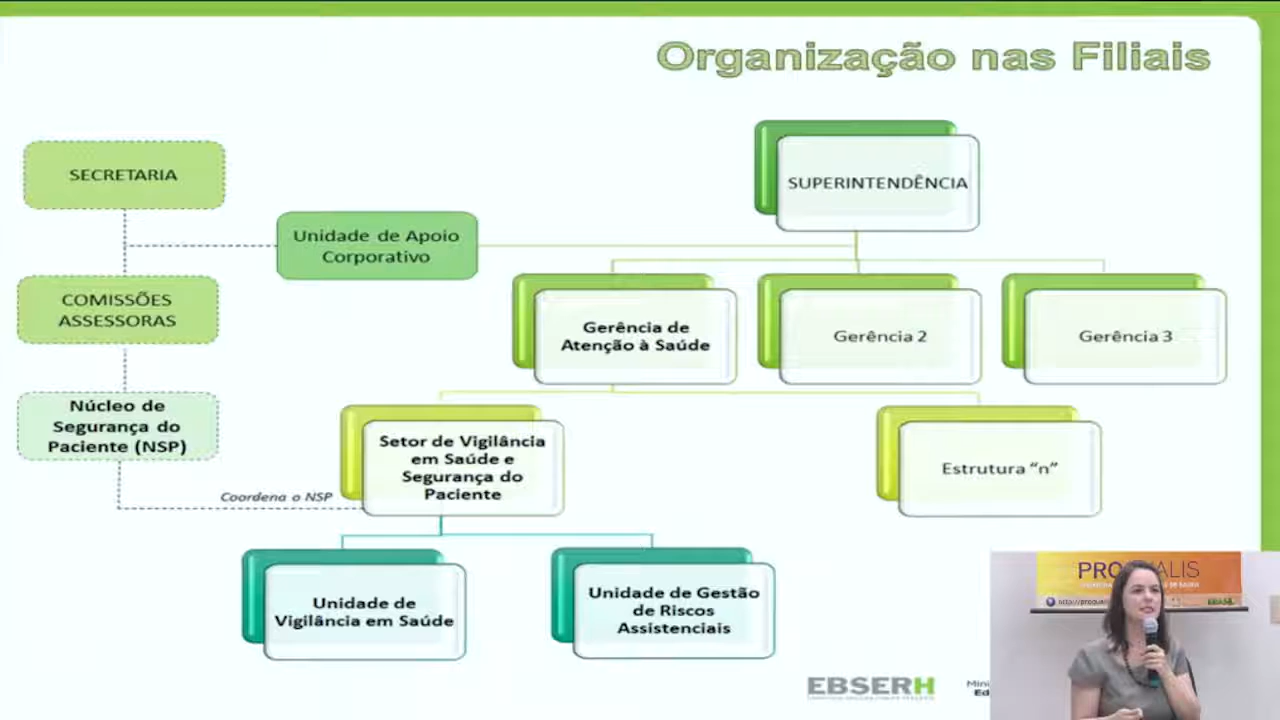 Organização nas Filiais
SECRETARIA
SUPERINTENDÊNCIA
Unidade de Apoio
Corporativo
COMISSÕES
ASSESSORAS
Gerência de
Atenção à Saúde
Gerência 2
Gerência 3
Núcleo de
Segurança do
Paciente (NSP)
Setor de Vigilância
em Saúde e
Segurança do
Paciente
Estrutura "n"
Coordena o NSP
Unidade de
Vigilância em Saúde
Unidade de Gestão
de Riscos
Assistenciais
EBSERH